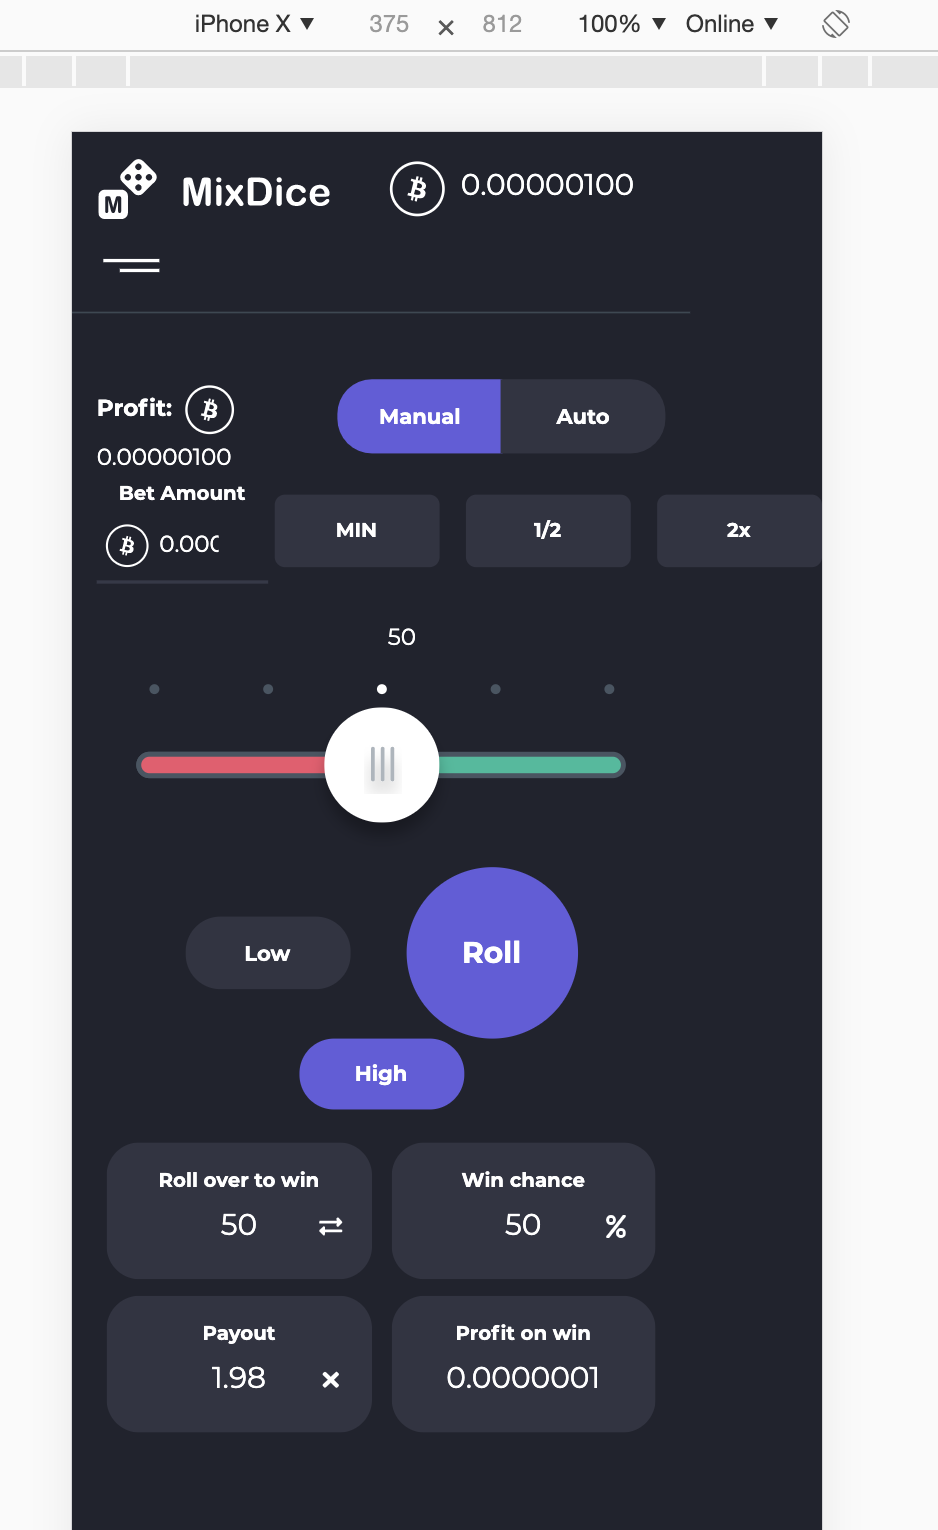 iPhone X ▼ 375 × 812 100% ▼ Online ▼
M MixDice 0.00000100
Profit:
0.00000100
Manual Auto
Bet Amount
0.000
MIN 1/2 2x
50
Low Roll
High
Roll over to win
50
Win chance
50 %
Payout
1.98 ×
Profit on win
0.0000001